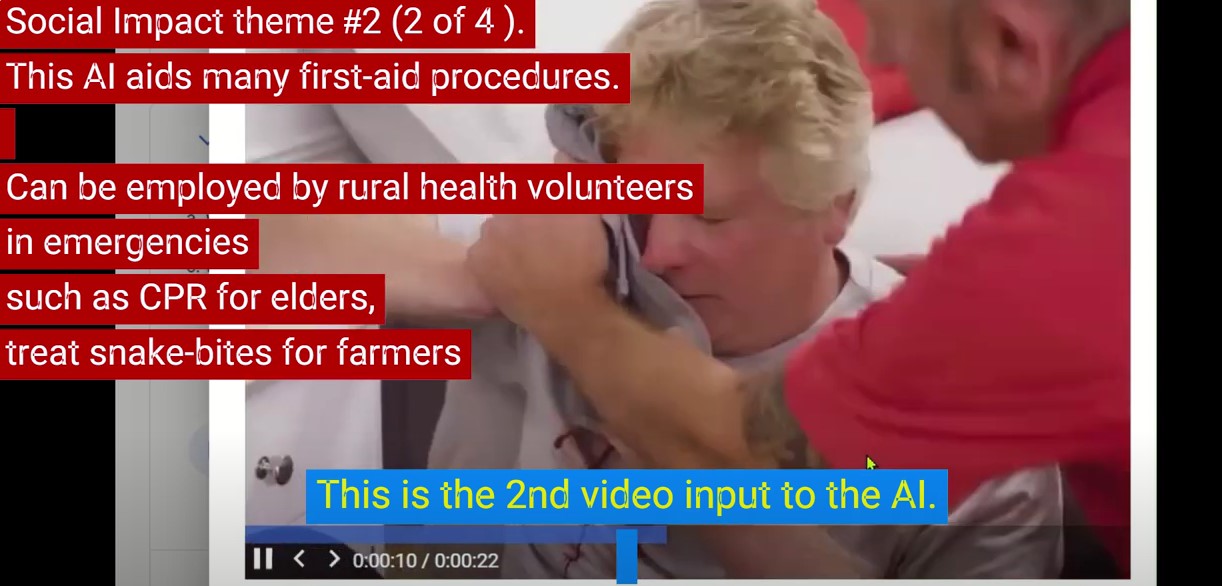 Social Impact theme #2 (2 of 4 ).
This AI aids many first-aid procedures.
Can be employed by rural health volunteers
in emergencies
such as CPR for elders,
treat snake-bites for farmers
This is the 2nd video input to the AI.
0:00:10 / 0:00:22